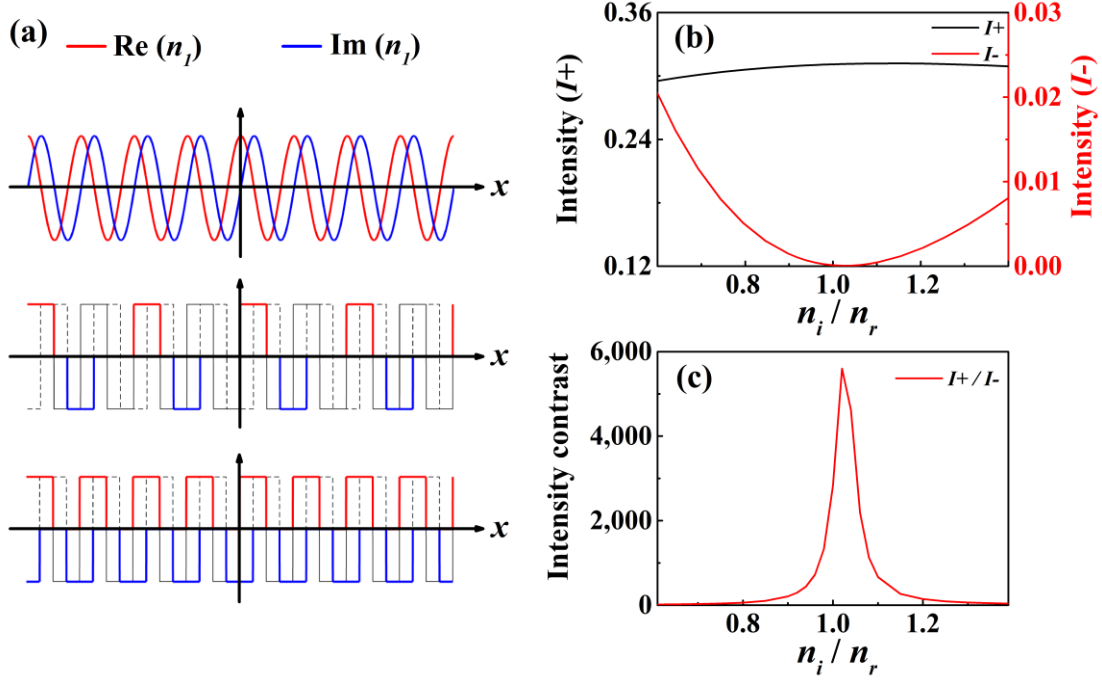 (a) Re (n1) Im (n1)
x
x
x
(b) I+
I-
Intensity (I+)
0.36
0.24
0.12
Intensity (I-)
0.03
0.02
0.01
0.00
0.8 1.0 1.2
ni / nr
(c) I+ / I-
Intensity contrast
6,000
4,000
2,000
0
0.8 1.0 1.2
ni / nr